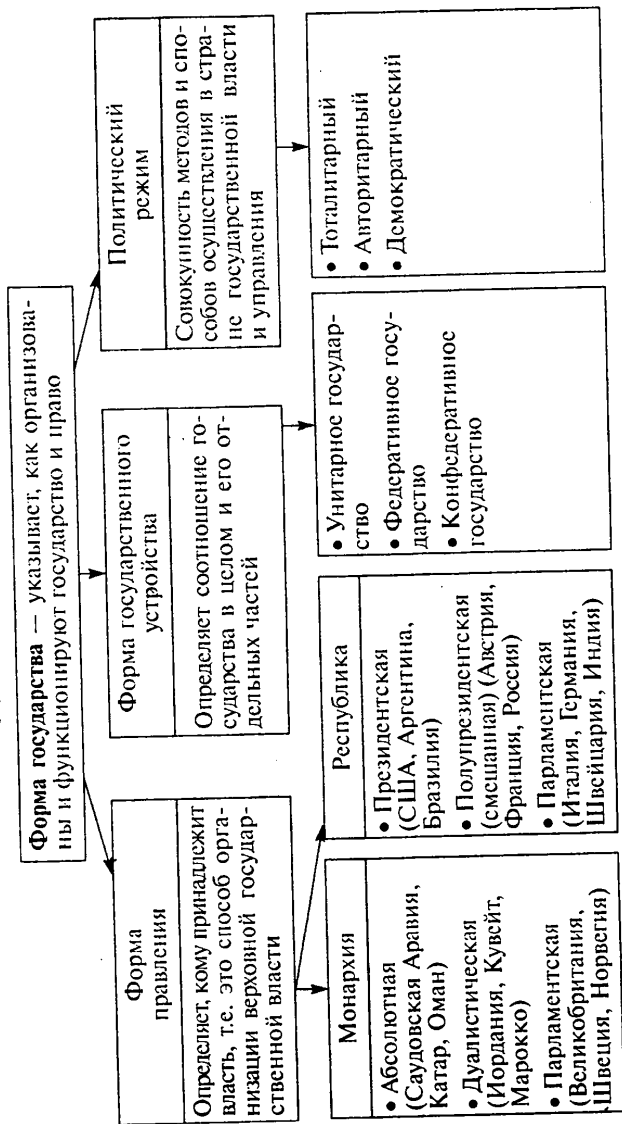 Форма государства — указывает, как организова-
ны и функционируют государство и право
Форма
правления
Определяет, кому принадлежит
власть, т.е. это способ орга-
низации верховной государ-
ственной власти
Форма государственного
устройства
Определяет соотношение го-
сударства в целом и его от-
дельных частей
Политический
режим
Совокупность методов и спо-
собов осуществления в стра-
не государственной власти
и управления
Монархия
• Абсолютная
(Саудовская Аравия,
Катар, Оман)
• Дуалистическая
(Иордания, Кувейт,
Марокко)
• Парламентская
(Великобритания,
Швеция, Норвегия)
Республика
• Президентская
(США, Аргентина,
Бразилия)
• Полупрезидентская
(смешанная) (Австрия,
Франция, Россия)
• Парламентская
(Италия, Германия,
Швейцария, Индия)
• Унитарное государ-
ство
• Федеративное госу-
дарство
• Конфедеративное
государство
• Тоталитарный
• Авторитарный
• Демократический